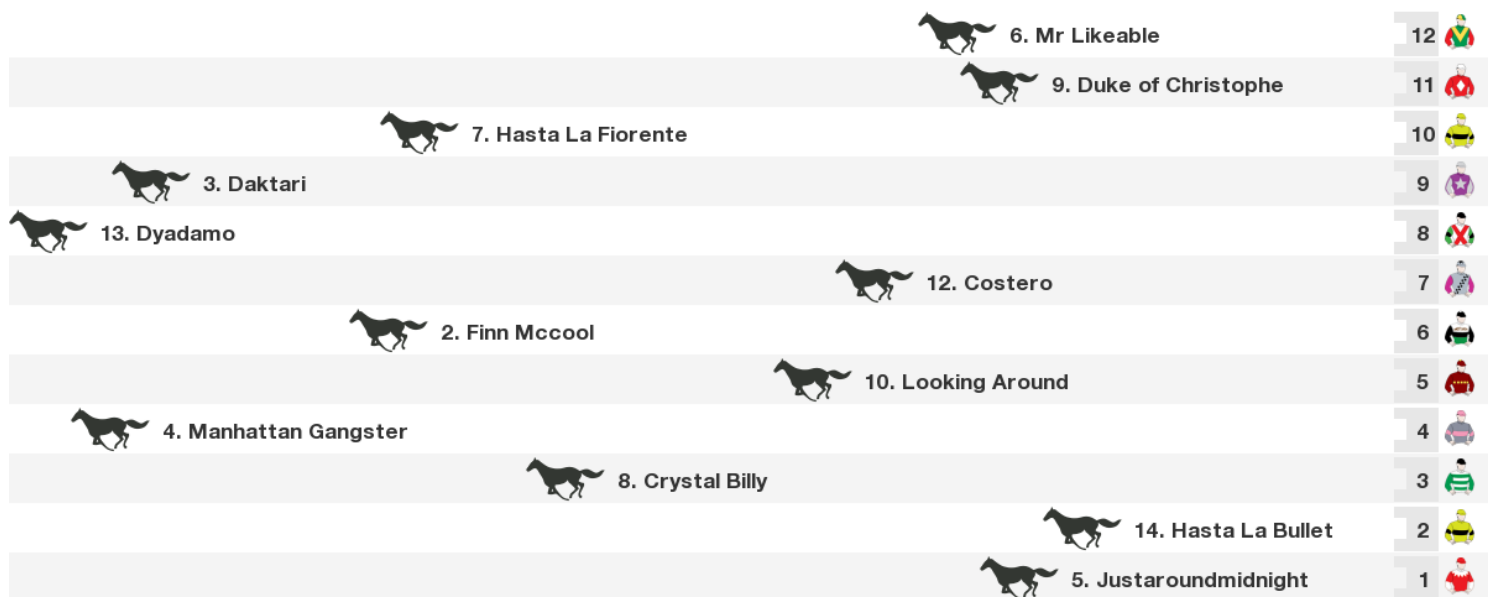 6. Mr Likeable 12
9. Duke of Christophe 11
7. Hasta La Fiorente 10
3. Daktari 9
13. Dyadamo 8
12. Costero 7
2. Finn Mccool 6
10. Looking Around 5
4. Manhattan Gangster 4
8. Crystal Billy 3
14. Hasta La Bullet 2
5. Justaroundmidnight 1